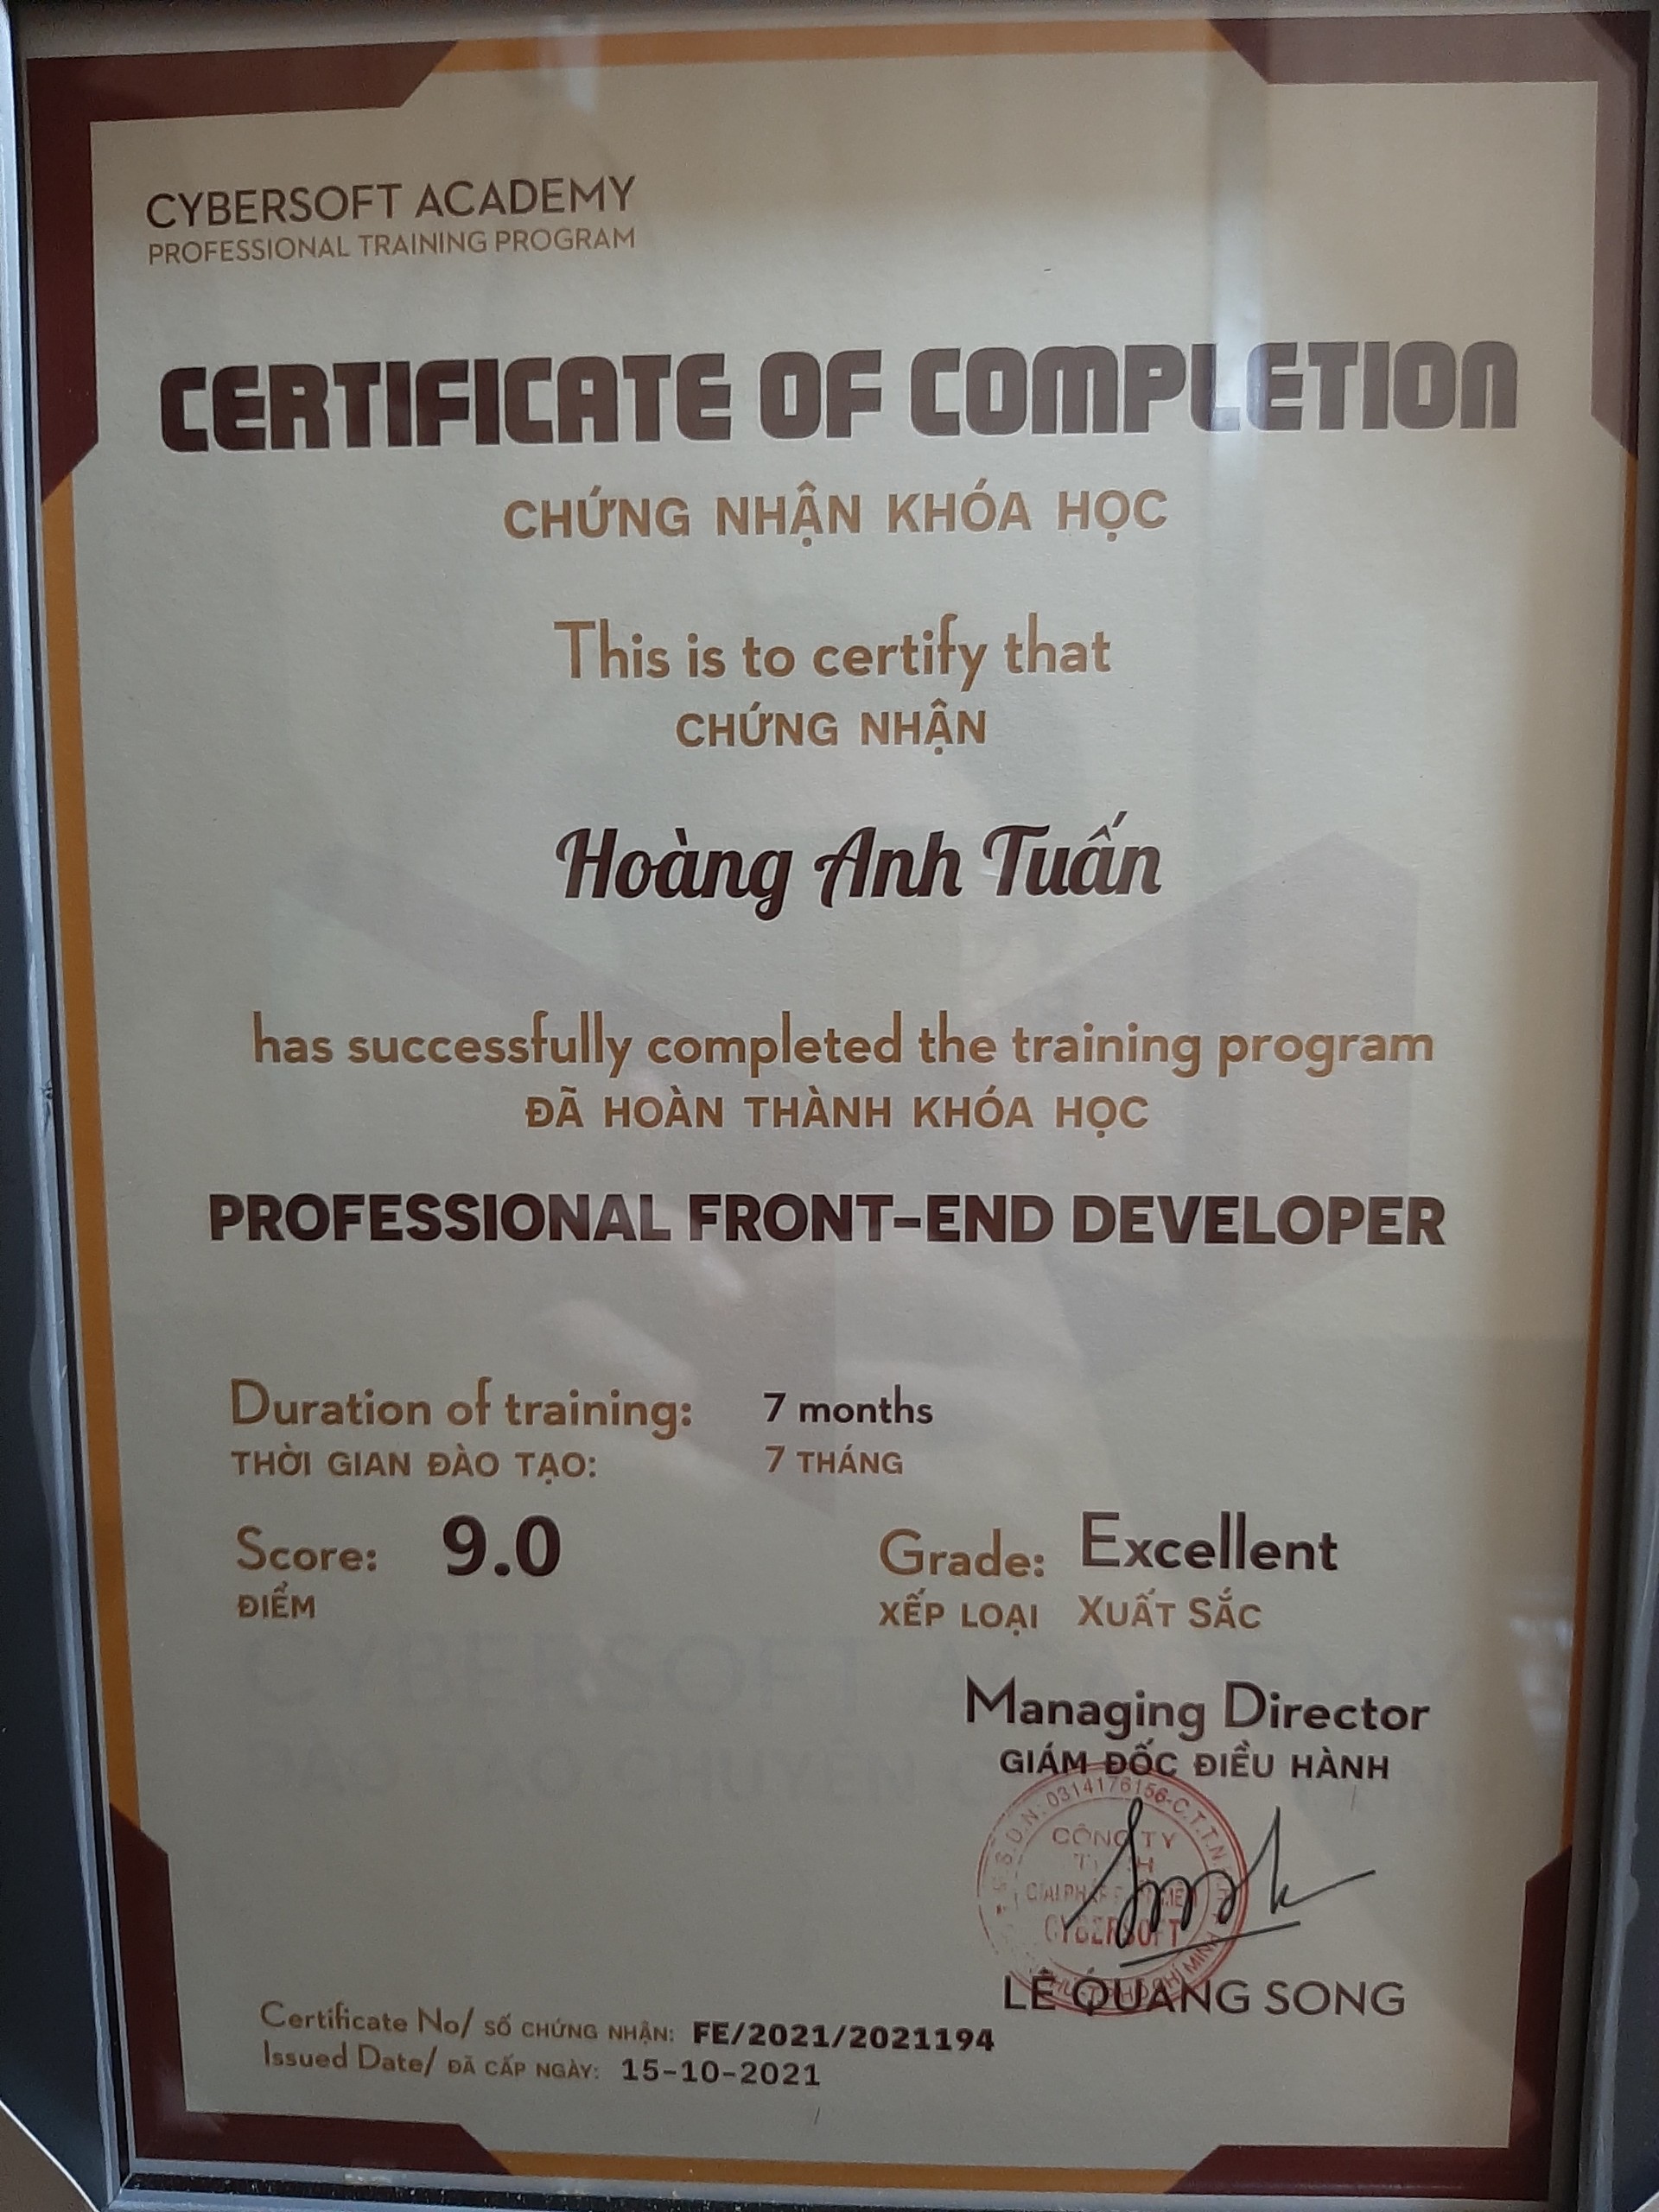 CYBERSOFT ACADEMY
PROFESSIONAL TRAINING PROGRAM
CERTIFICATE OF COMPLETION
CHỨNG NHẬN KHÓA HỌC
This is to certify that
CHỨNG NHẬN
Hoàng Anh Tuấn
has successfully completed the training program
ĐÃ HOÀN THÀNH KHÓA HỌC
PROFESSIONAL FRONT-END DEVELOPER
Duration of training: 7 months
THỜI GIAN ĐÀO TẠO: 7 THÁNG
Score: 9.0 Grade: Excellent
ĐIỂM XẾP LOẠI XUẤT SẮC
CYBERSOFT ACADEMY
Managing Director
GIÁM ĐỐC ĐIỀU HÀNH
0314176156-C.T.T.N
CÔNG TY
CYBERSOFT
LÊ QUANG SONG
Certificate No/ SỐ CHỨNG NHẬN: FE/2021/2021194
Issued Date/ ĐÃ CẤP NGÀY: 15-10-2021